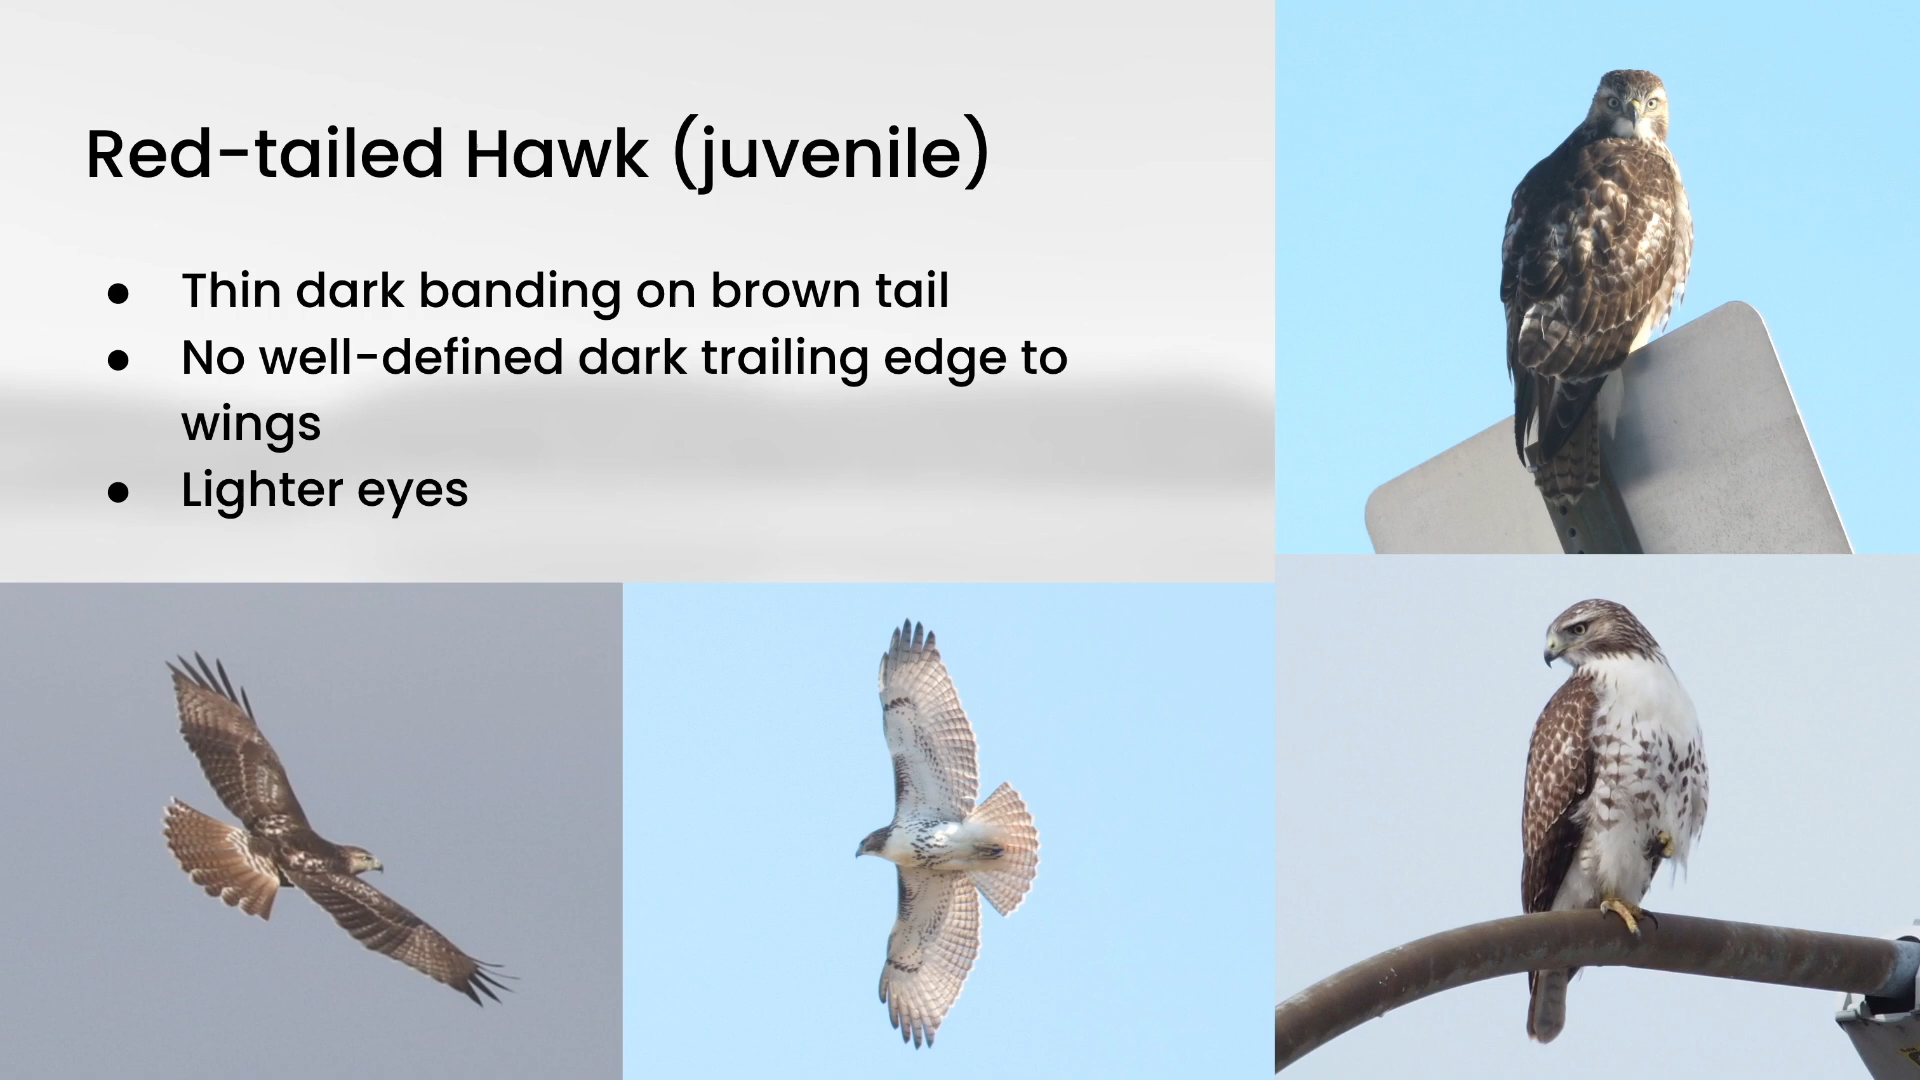 Red-tailed Hawk (juvenile)
● Thin dark banding on brown tail
● No well-defined dark trailing edge to
wings
● Lighter eyes